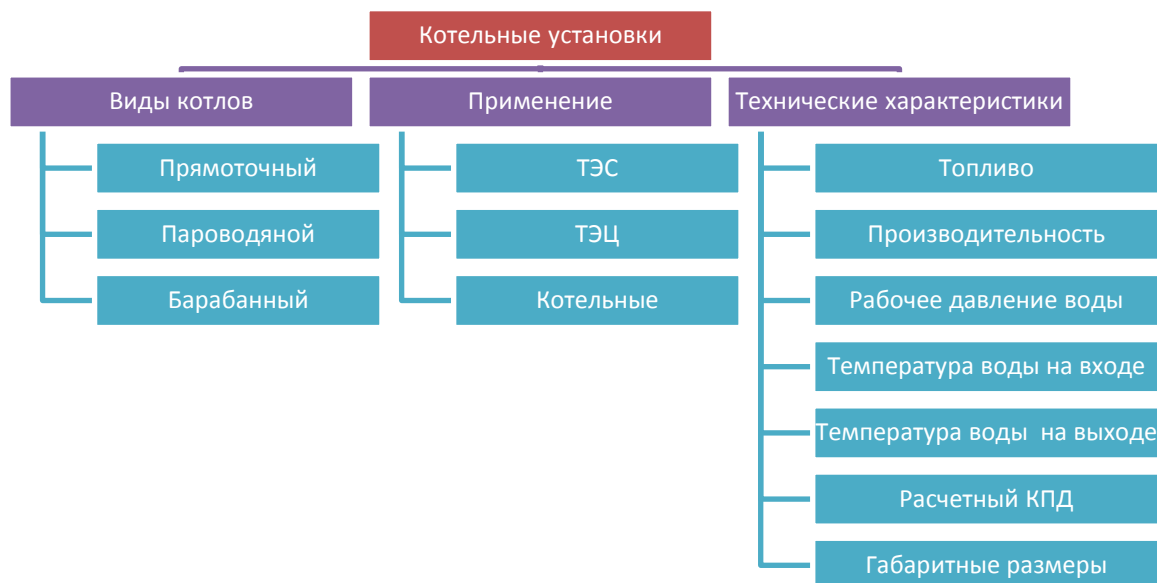 Котельные установки
Виды котлов
Прямоточный
Пароводяной
Барабанный
Применение
ТЭС
ТЭЦ
Котельные
Технические характеристики
Топливо
Производительность
Рабочее давление воды
Температура воды на входе
Температура воды  на выходе
Расчетный КПД
Габаритные размеры